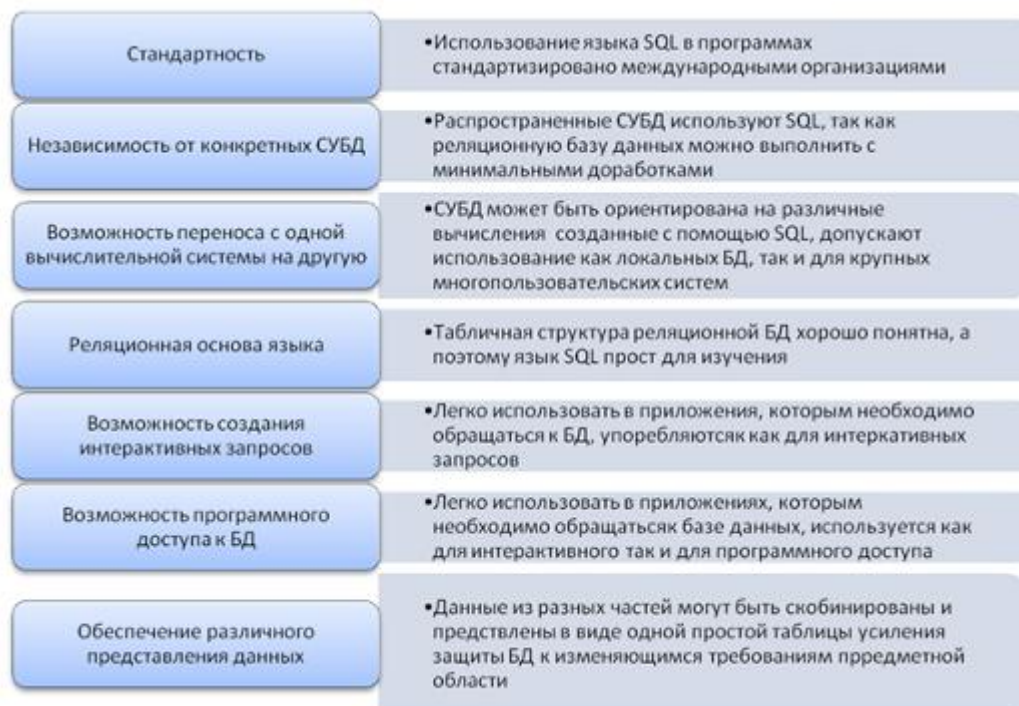 Стандартность
•Использование языка SQL в программах
стандартизировано международными организациями
Независимость от конкретных СУБД
•Распространенные СУБД используют SQL, так как
реляционную базу данных можно выполнить с
минимальными доработками
Возможность переноса с одной
вычислительной системы на другую
•СУБД может быть ориентирована на различные
вычисления созданные с помощью SQL, допускают
использование как локальных БД, так и для крупных
многопользовательских систем
Реляционная основа языка
•Табличная структура реляционной БД хорошо понятна, а
поэтому язык SQL прост для изучения
Возможность создания
интерактивных запросов
•Легко использовать в приложения, которым необходимо
обращаться к БД, упоребляютсяк как для интеркативных
запросов
Возможность программного
доступа к БД
•Легко использовать в приложениях, которым
необходимо обращатьсяк базе данных, используется как
для интерактивного так и для программного доступа
Обеспечение различного
представления данных
•Данные из разных частей могут быть скобинированы и
предствлены в виде одной простой таблицы усиления
защиты БД к изменяющимся требованиям прредметной
области